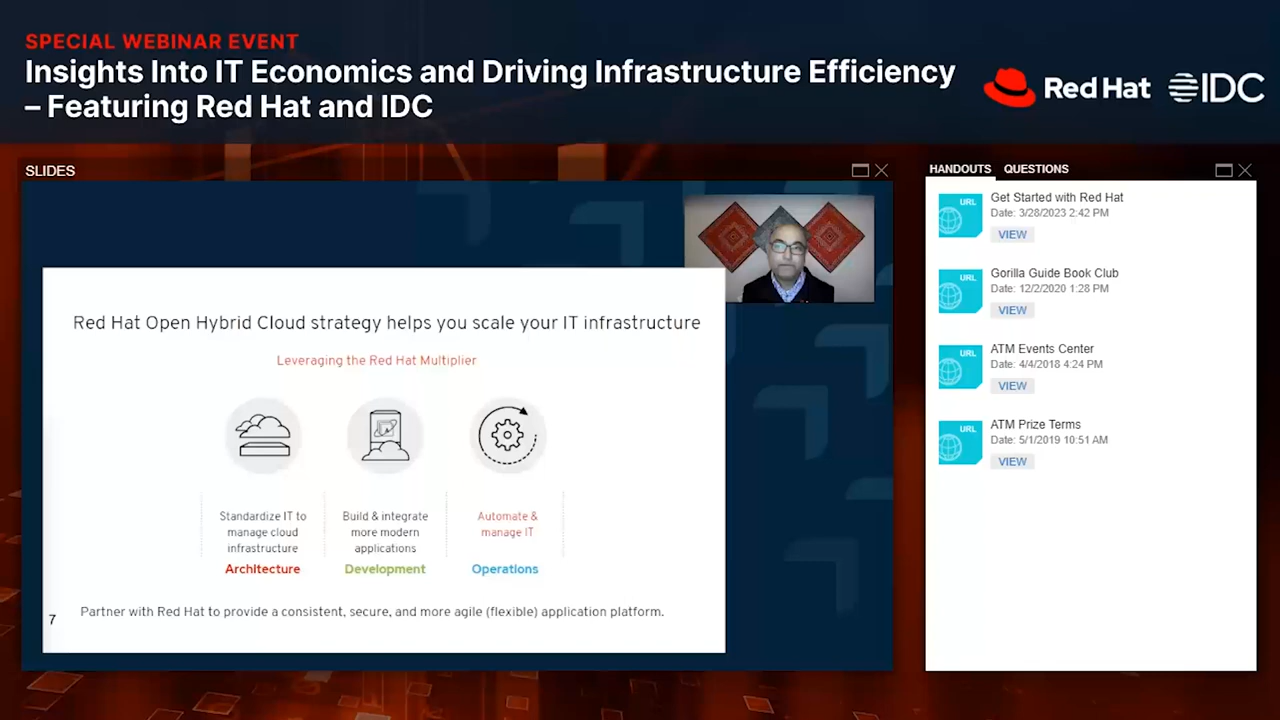 SPECIAL WEBINAR EVENT
Insights Into IT Economics and Driving Infrastructure Efficiency
– Featuring Red Hat and IDC
Red Hat
IDC
SLIDES
Red Hat Open Hybrid Cloud strategy helps you scale your IT infrastructure
Leveraging the Red Hat Multiplier
Standardize IT to
manage cloud
infrastructure
Architecture
Build & integrate
more modern
applications
Development
Automate &
manage IT
Operations
Partner with Red Hat to provide a consistent, secure, and more agile (flexible) application platform.
7
HANDOUTS QUESTIONS
URL
Get Started with Red Hat
Date: 3/28/2023 2:42 PM
VIEW
URL
Gorilla Guide Book Club
Date: 12/2/2020 1:28 PM
VIEW
URL
ATM Events Center
Date: 4/4/2018 4:24 PM
VIEW
URL
ATM Prize Terms
Date: 5/1/2019 10:51 AM
VIEW